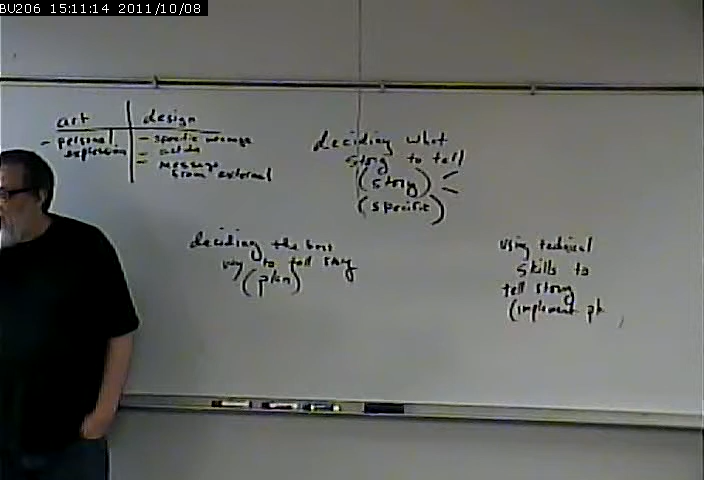 BU206 15:11:14 2011/10/08
art | design
- personal expression
- specific message
-
- message from external
deciding what
story to tell
(story) <
(specific)
deciding the best
way to tell story
(plan)
using technical
skills to
tell story
(implement